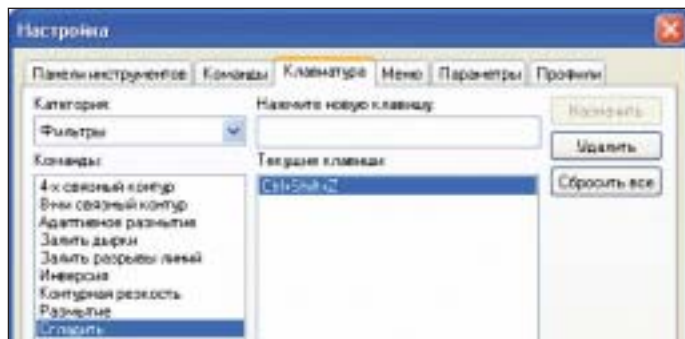 Настройка
Панели инструментов Команды Клавиатура Меню Параметры Профили
Категория:
Фильтры
Команды:
4-х связный контур
8-ми связный контур
Адаптивное размытие
Залить дырки
Залить разрывы линий
Инверсия
Контурная резкость
Размытие
Сгладить
Нажмите новую клавишу:
Текущие клавиши:
Ctrl+Shift+Z
Назначить
Удалить
Сбросить все